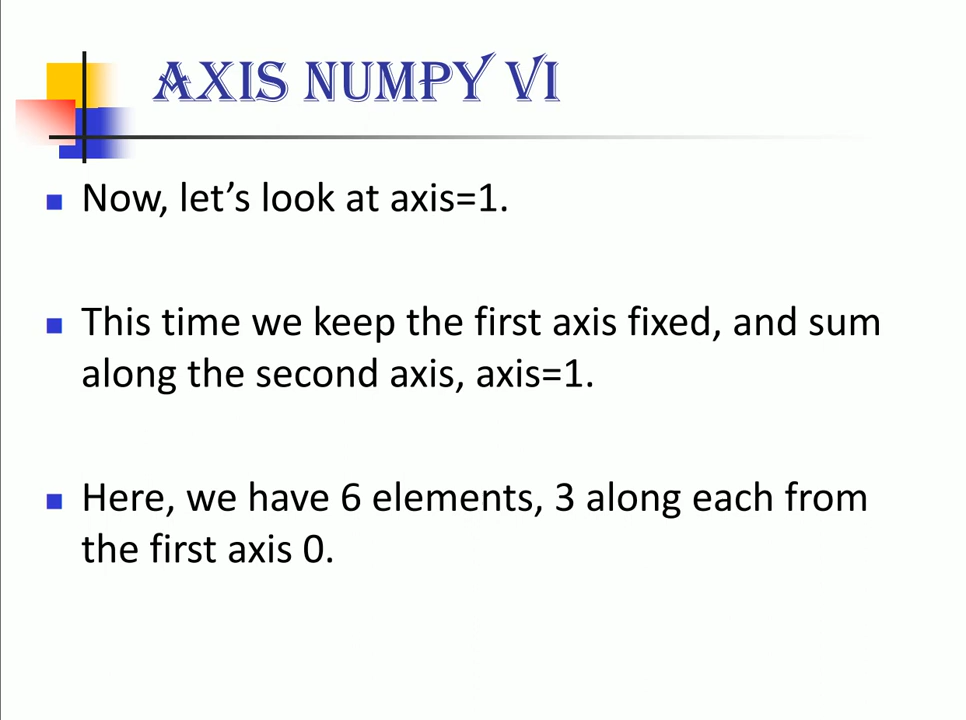 AXIS NUMPY VI
Now, let’s look at axis=1.
This time we keep the first axis fixed, and sum
along the second axis, axis=1.
Here, we have 6 elements, 3 along each from
the first axis 0.